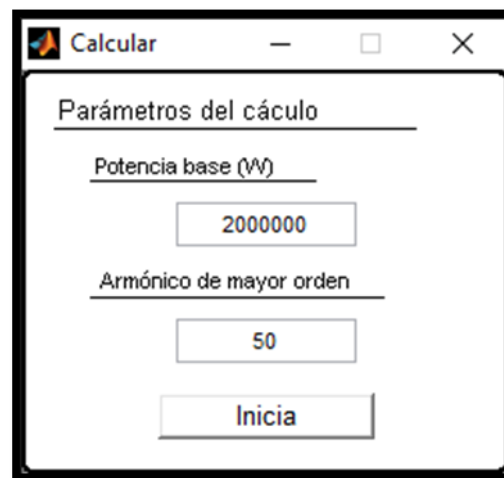 Calcular
Parámetros del cáculo
Potencia base (W)
2000000
Armónico de mayor orden
50
Inicia